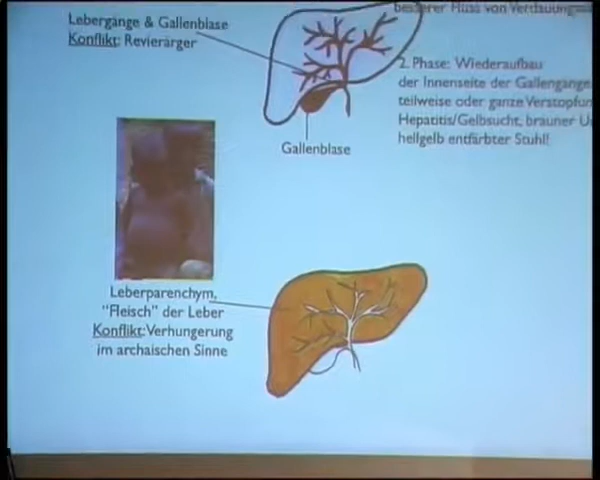 Lebergänge & Gallenblase
Konflikt: Revierärger
besserer Fluss von Verdauungs
2. Phase: Wiederaufbau
der Innenseite der Gallengänge,
teilweise oder ganze Verstopfun
Hepatitis/Gelbsucht, brauner U
hellgelb entfärbter Stuhl!
Gallenblase
Leberparenchym,
"Fleisch" der Leber
Konflikt: Verhungerung
im archaischen Sinne